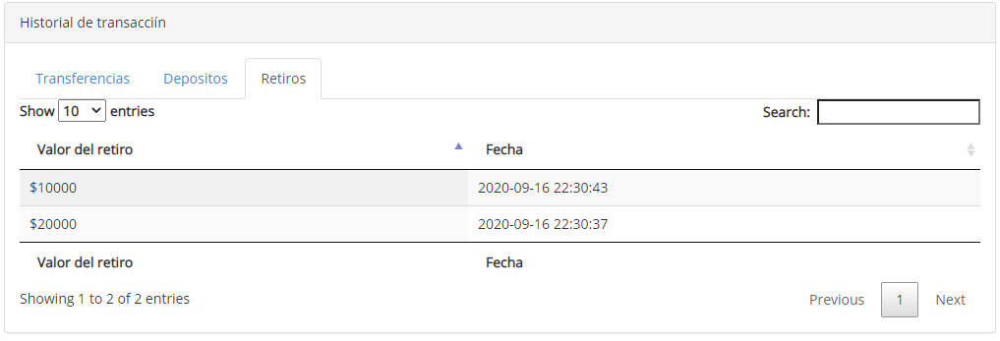 Historial de transacciín
Transferencias Depositos Retiros
Show 10 entries Search:
Valor del retiro Fecha
$10000 2020-09-16 22:30:43
$20000 2020-09-16 22:30:37
Valor del retiro Fecha
Showing 1 to 2 of 2 entries Previous 1 Next